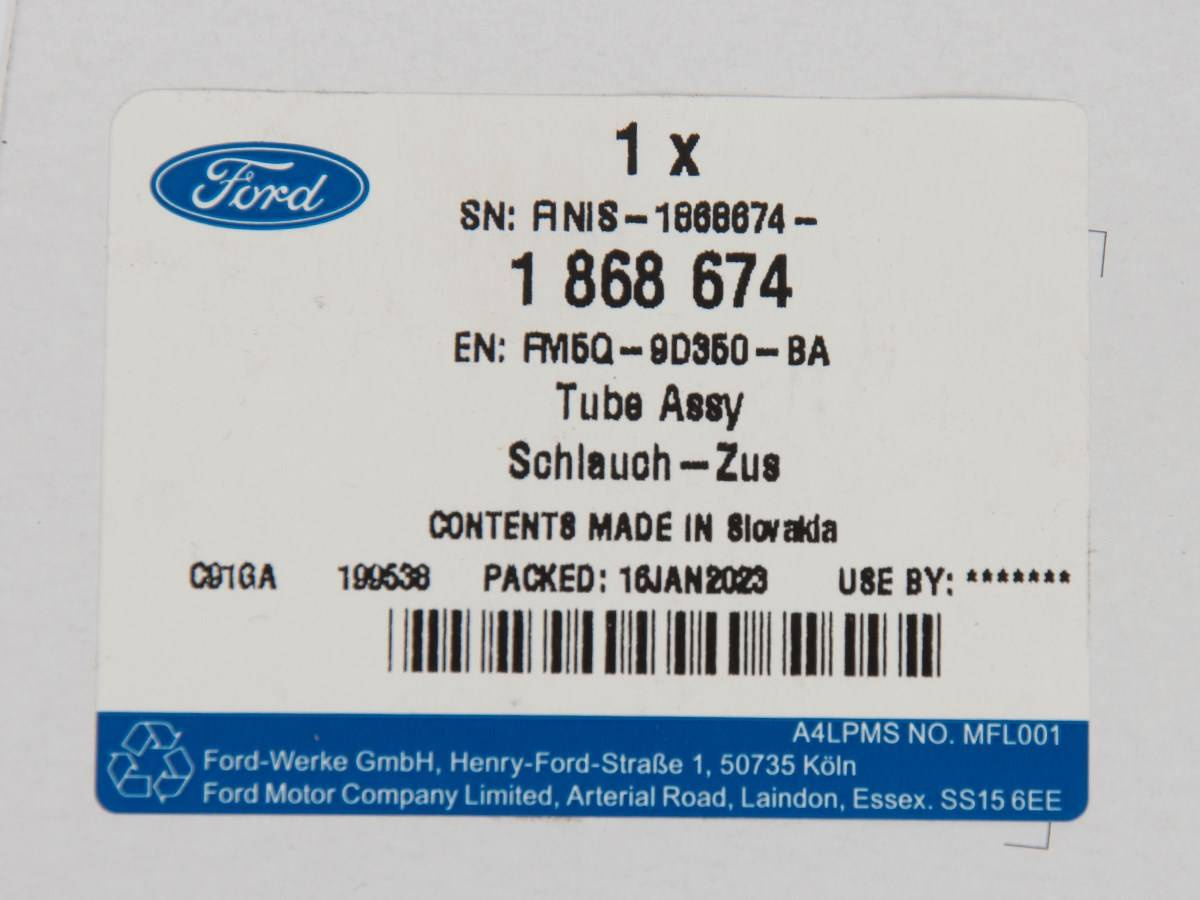 Ford
1 x
SN: FINIS-1868674-
1 868 674
EN: FM5Q-9D350-BA
Tube Assy
Schlauch-Zus
CONTENTS MADE IN Slovakia
C91GA 199538 PACKED: 16JAN2023 USE BY: *******
A4LPMS NO. MFL001
Ford-Werke GmbH, Henry-Ford-Straße 1, 50735 Köln
Ford Motor Company Limited, Arterial Road, Laindon, Essex. SS15 6EE